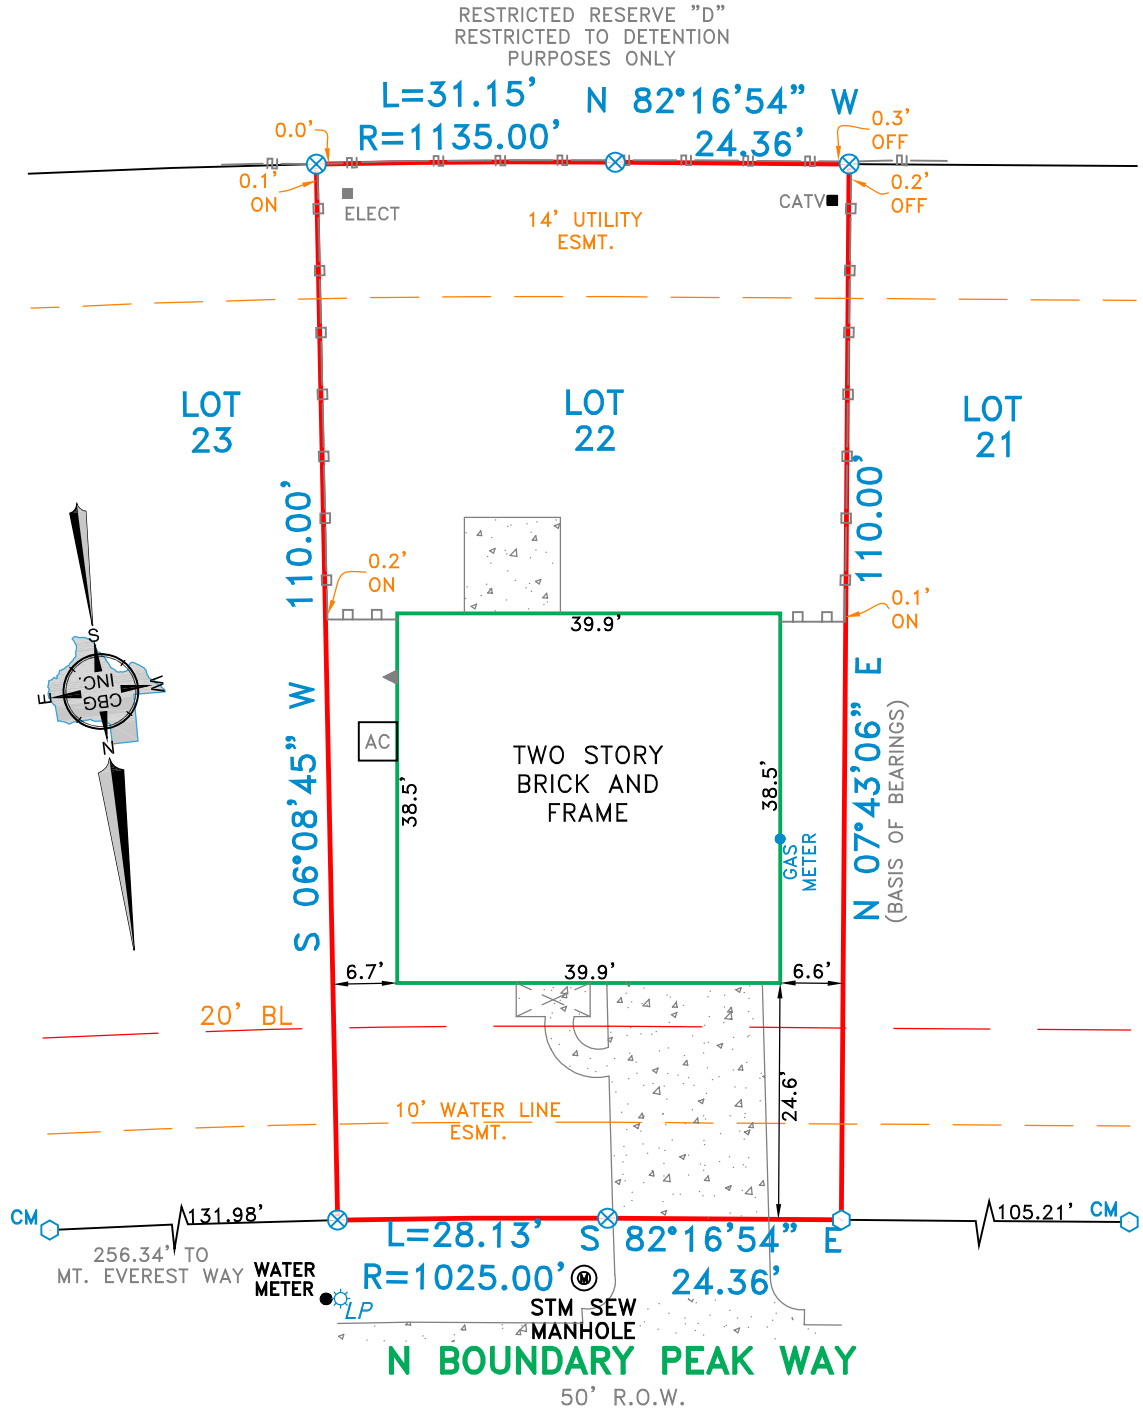 RESTRICTED RESERVE "D"
RESTRICTED TO DETENTION
PURPOSES ONLY
L=31.15'
R=1135.00'
N 82°16'54" W
24.36'
0.0'
0.3'
OFF
0.1'
ON
0.2'
OFF
ELECT
CATV
14' UTILITY
ESMT.
LOT
23
LOT
22
LOT
21
S 06°08'45" W 110.00'
N 07°43'06" E 110.00'
(BASIS OF BEARINGS)
0.2'
ON
0.1'
ON
39.9'
S
E
W
N
CBG
INC.
AC
TWO STORY
BRICK AND
FRAME
38.5'
38.5'
GAS
METER
6.7'
39.9'
6.6'
20' BL
24.6'
10' WATER LINE
ESMT.
CM
131.98'
105.21'
CM
L=28.13'
R=1025.00'
S 82°16'54" E
24.36'
256.34' TO
MT. EVEREST WAY
WATER
METER
LP
M
STM SEW
MANHOLE
N BOUNDARY PEAK WAY
50' R.O.W.